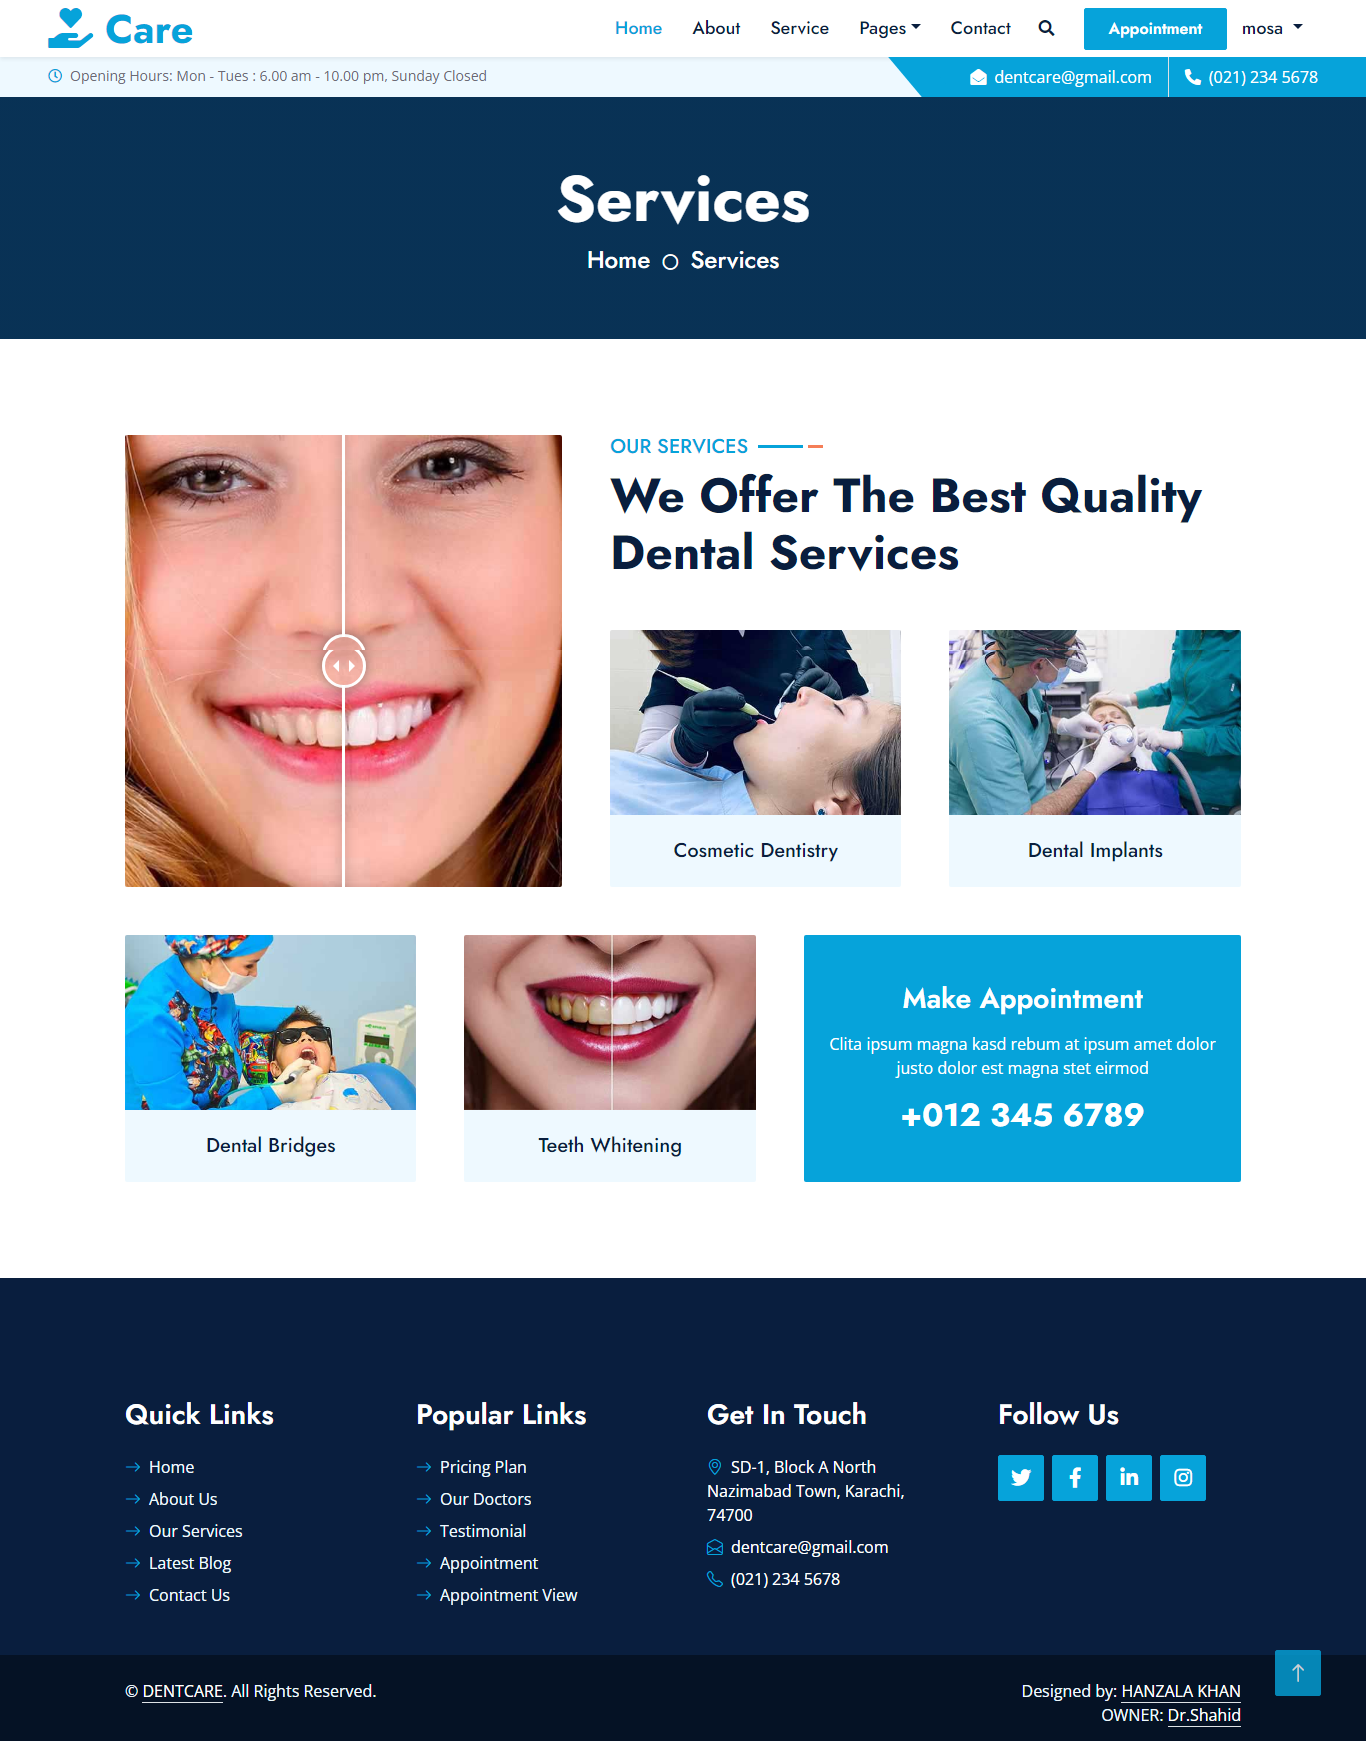 Care
Home About Service Pages Contact Appointment mosa
Opening Hours: Mon - Tues : 6.00 am - 10.00 pm, Sunday Closed
dentcare@gmail.com (021) 234 5678
Services
Home Services
OUR SERVICES
We Offer The Best Quality
Dental Services
Cosmetic Dentistry
Dental Implants
Dental Bridges
Teeth Whitening
Make Appointment
Clita ipsum magna kasd rebum at ipsum amet dolor
justo dolor est magna stet eirmod
+012 345 6789
Quick Links
Home
About Us
Our Services
Latest Blog
Contact Us
Popular Links
Pricing Plan
Our Doctors
Testimonial
Appointment
Appointment View
Get In Touch
SD-1, Block A North
Nazimabad Town, Karachi,
74700
dentcare@gmail.com
(021) 234 5678
Follow Us
© DENTCARE. All Rights Reserved.
Designed by: HANZALA KHAN
OWNER: Dr.Shahid